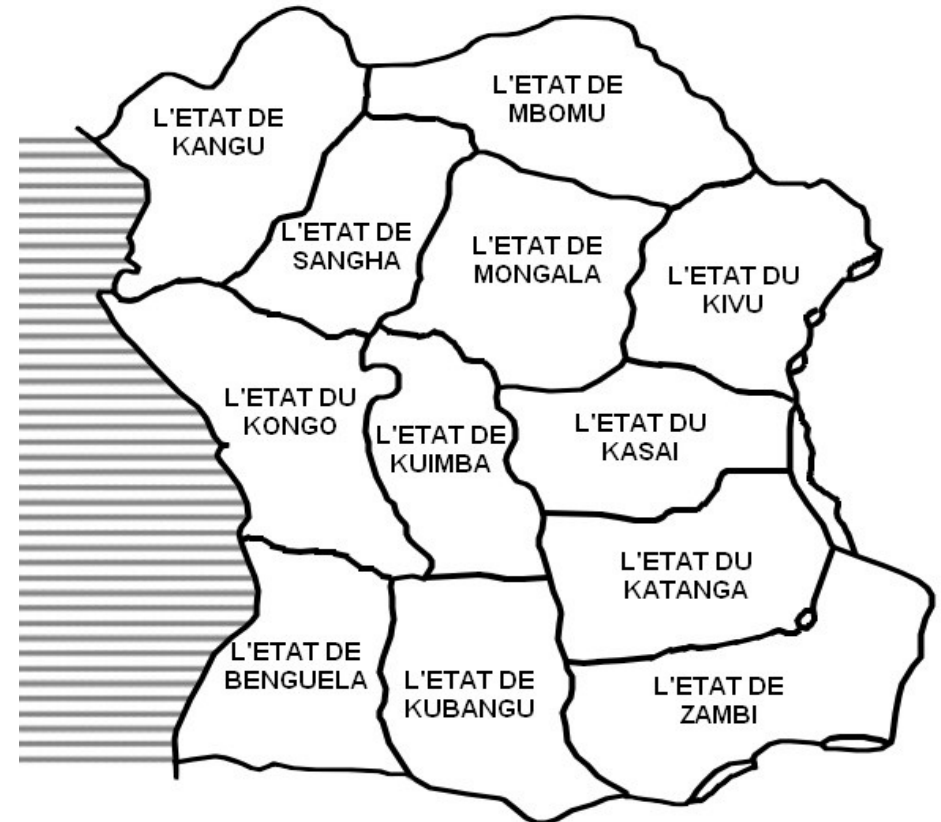 L'ETAT DE
MBOMU
L'ETAT DE
KANGU
L'ETAT DE
SANGHA
L'ETAT DE
MONGALA
L'ETAT DU
KIVU
L'ETAT DU
KONGO
L'ETAT DE
KUIMBA
L'ETAT DU
KASAI
L'ETAT DU
KATANGA
L'ETAT DE
BENGUELA
L'ETAT DE
KUBANGU
L'ETAT DE
ZAMBI